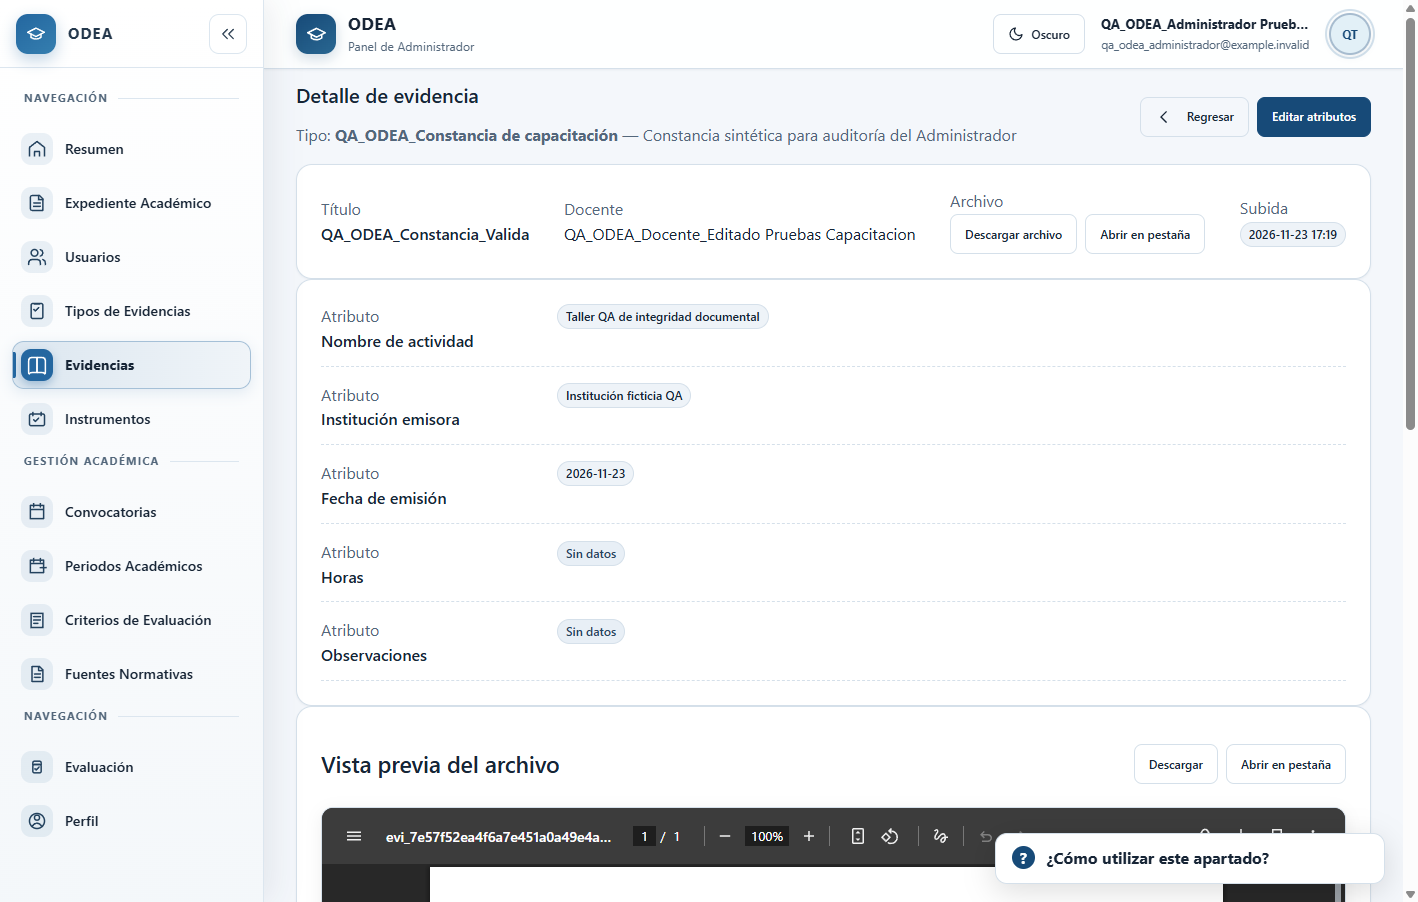 ODEA
NAVEGACIÓN
Resumen
Expediente Académico
Usuarios
Tipos de Evidencias
Evidencias
Instrumentos
GESTIÓN ACADÉMICA
Convocatorias
Periodos Académicos
Criterios de Evaluación
Fuentes Normativas
NAVEGACIÓN
Evaluación
Perfil
ODEA
Panel de Administrador
Oscuro
QA_ODEA_Administrador Prueb...
qa_odea_administrador@example.invalid
QT
Detalle de evidencia
Tipo: QA_ODEA_Constancia de capacitación — Constancia sintética para auditoría del Administrador
Regresar
Editar atributos
Título
QA_ODEA_Constancia_Valida
Docente
QA_ODEA_Docente_Editado Pruebas Capacitacion
Archivo
Descargar archivo
Abrir en pestaña
Subida
2026-11-23 17:19
Atributo
Nombre de actividad
Taller QA de integridad documental
Atributo
Institución emisora
Institución ficticia QA
Atributo
Fecha de emisión
2026-11-23
Atributo
Horas
Sin datos
Atributo
Observaciones
Sin datos
Vista previa del archivo
Descargar
Abrir en pestaña
evi_7e57f52ea4f6a7e451a0a49e4a...
1 / 1
100%
? ¿Cómo utilizar este apartado?